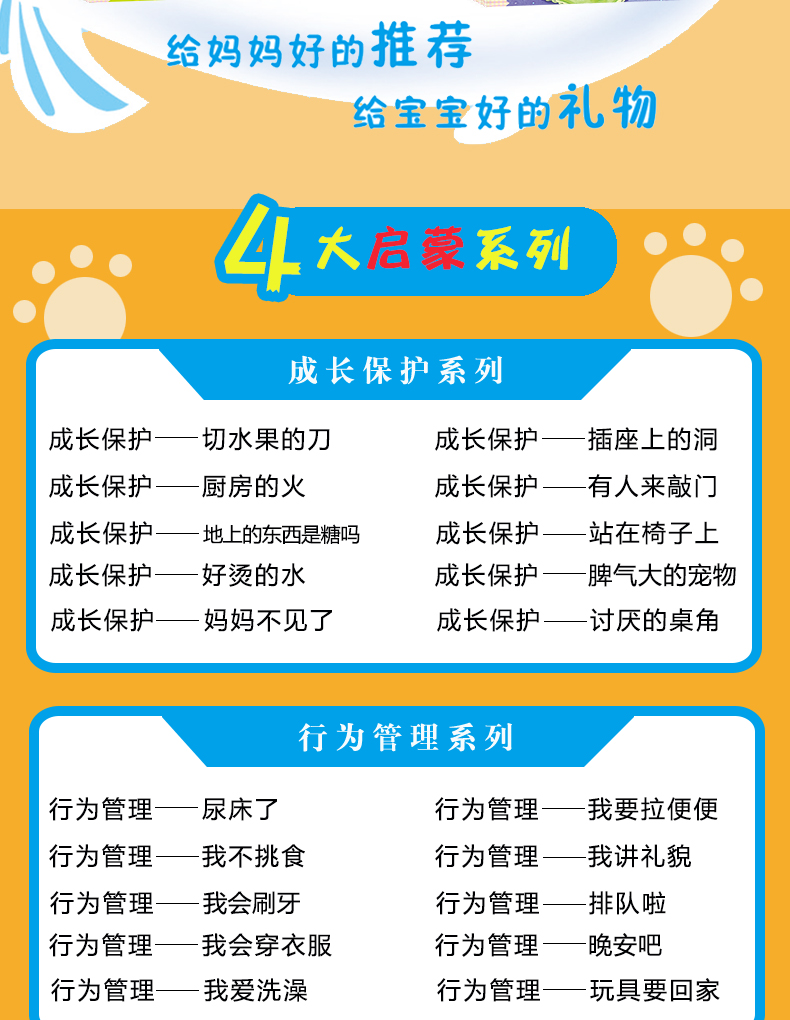 给妈妈好的推荐
给宝宝好的礼物
4大启蒙系列
成长保护系列
成长保护——切水果的刀 成长保护——插座上的洞
成长保护——厨房的火 成长保护——有人来敲门
成长保护——地上的东西是糖吗 成长保护——站在椅子上
成长保护——好烫的水 成长保护——脾气大的宠物
成长保护——妈妈不见了 成长保护——讨厌的桌角
行为管理系列
行为管理——尿床了 行为管理——我要拉便便
行为管理——我不挑食 行为管理——我讲礼貌
行为管理——我会刷牙 行为管理——排队啦
行为管理——我会穿衣服 行为管理——晚安吧
行为管理——我爱洗澡 行为管理——玩具要回家